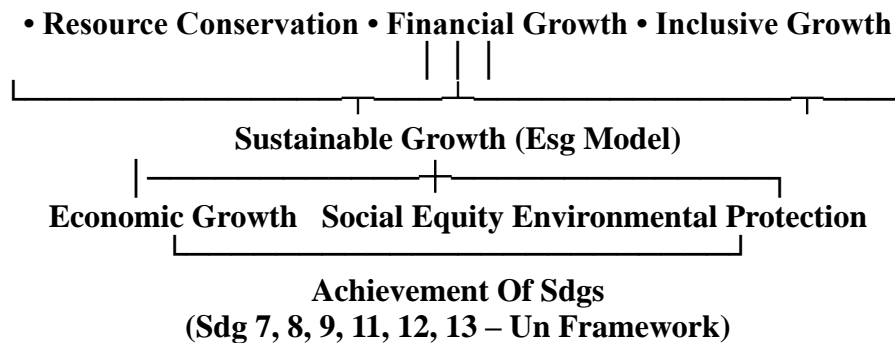 • Resource Conservation • Financial Growth • Inclusive Growth
Sustainable Growth (Esg Model)
Economic Growth Social Equity Environmental Protection
Achievement Of Sdgs
(Sdg 7, 8, 9, 11, 12, 13 – Un Framework)